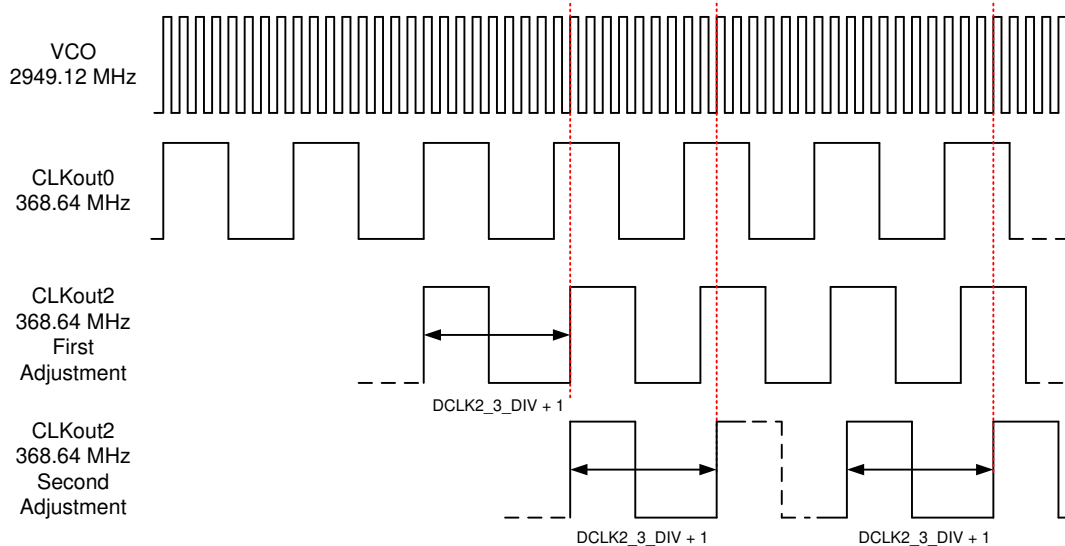 VCO
2949.12 MHz
CLKout0
368.64 MHz
CLKout2
368.64 MHz
First
Adjustment
DCLK2_3_DIV + 1
CLKout2
368.64 MHz
Second
Adjustment
DCLK2_3_DIV + 1
DCLK2_3_DIV + 1